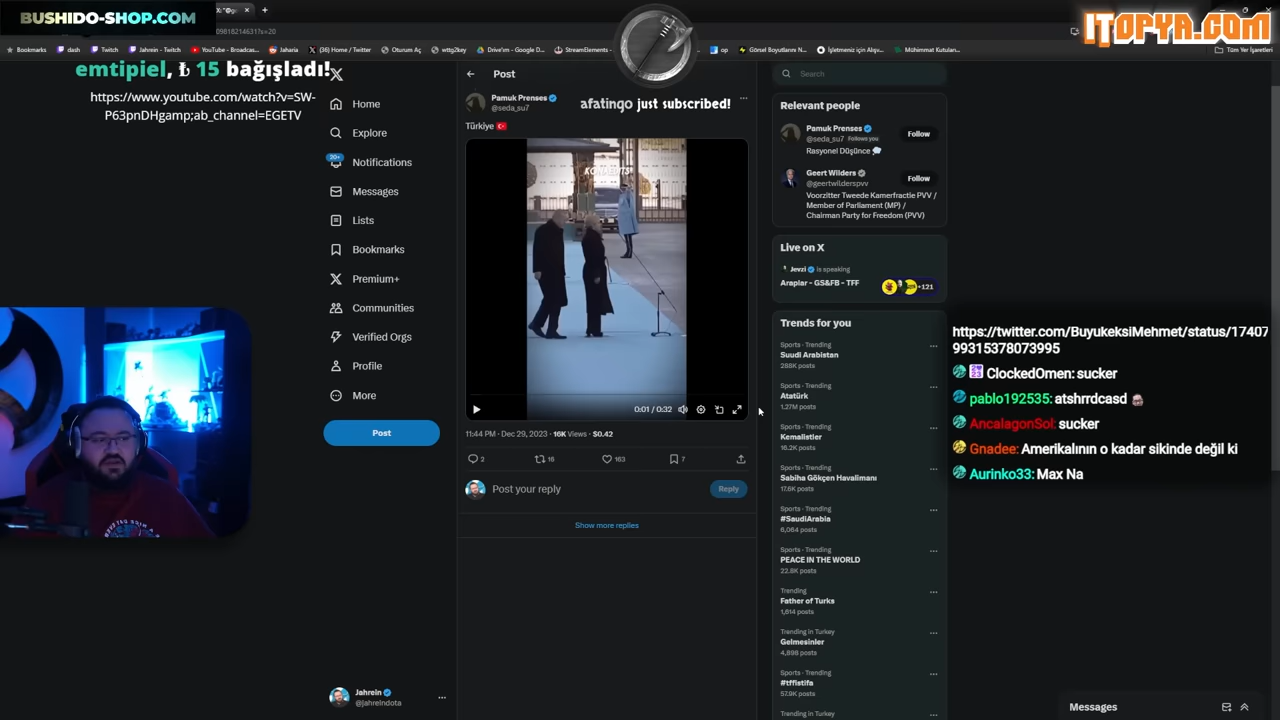 BUSHIDO-SHOP.COM
ITOPYA.COM
Bookmarks
dash
Twitch
Jahrein - Twitch
YouTube - Broadcas...
Jaharia
(36) Home / Twitter
Oturum Aç
wttg2key
Drive'ım - Google D...
StreamElements -
op
Görsel Boyutlarını N...
İşletmeniz için Alışv...
Mühimmat Kutuları...
Tüm Yer İşaretleri
emtipiel, ₺ 15 bağışladı!
https://www.youtube.com/watch?v=SW-
P63pnDHgamp;ab_channel=EGETV
Home
Explore
20+
Notifications
Messages
Lists
Bookmarks
Premium+
Communities
Verified Orgs
Profile
More
Post
Jahrein
@jahreindota
Post
Pamuk Prenses
@seda_su7
afatingo just subscribed!
Türkiye
0:01 / 0:32
11:44 PM · Dec 29, 2023 · 16K Views · $0.42
2
16
163
7
Post your reply
Reply
Show more replies
Search
Relevant people
Pamuk Prenses
@seda_su7 Follows you
Rasyonel Düşünce
Follow
Geert Wilders
@geertwilderspvv
Follow
Voorzitter Tweede Kamerfractie PVV /
Member of Parliament (MP) /
Chairman Party for Freedom (PVV)
Live on X
Jevzi is speaking
Araplar - GS&FB - TFF
+121
Trends for you
Sports · Trending
Suudi Arabistan
288K posts
Sports · Trending
Atatürk
1.27M posts
Sports · Trending
Kemalistler
16.2K posts
Sports · Trending
Sabiha Gökçen Havalimanı
17.6K posts
Sports · Trending
#SaudiArabia
6,064 posts
Sports · Trending
PEACE IN THE WORLD
22.8K posts
Trending
Father of Turks
1,614 posts
Trending in Turkey
Gelmesinler
4,898 posts
Sports · Trending
#tffistifa
57.9K posts
Trending in Turkey
https://twitter.com/BuyukeksiMehmet/status/17407
99315378073995
ClockedOmen: sucker
pablo192535: atshrrdcasd
AncalagonSol: sucker
Gnadee: Amerikalının o kadar sikinde değil ki
Aurinko33: Max Na
Messages